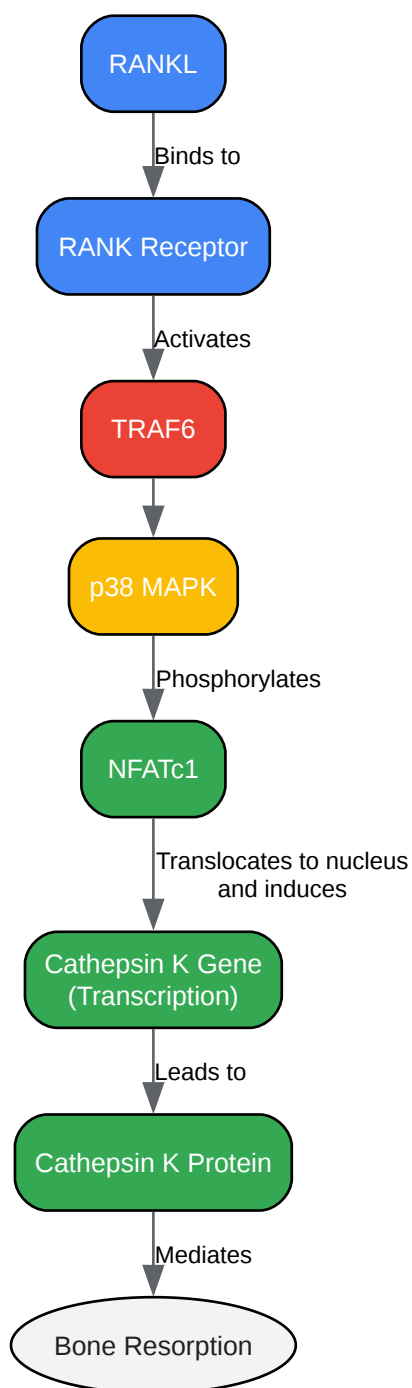 RANKL
Binds to
RANK Receptor
Activates
TRAF6
p38 MAPK
Phosphorylates
NFATc1
Translocates to nucleus
and induces
Cathepsin K Gene
(Transcription)
Leads to
Cathepsin K Protein
Mediates
Bone Resorption